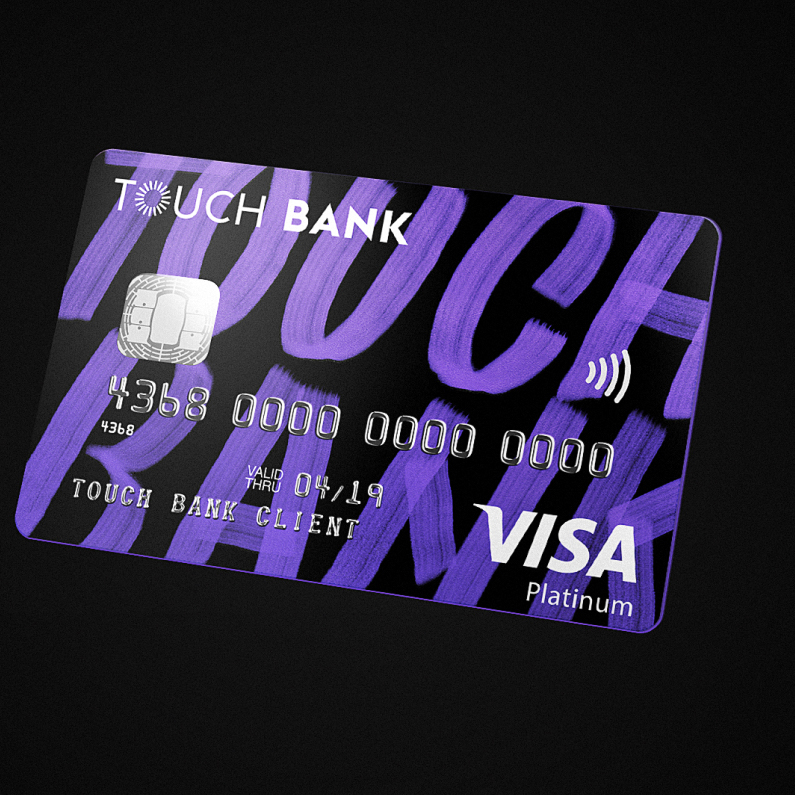 TOUCH BANK
TOUCH
BANK
4368 0000 0000 0000
4368
VALID
THRU 04/19
TOUCH BANK CLIENT
VISA
Platinum